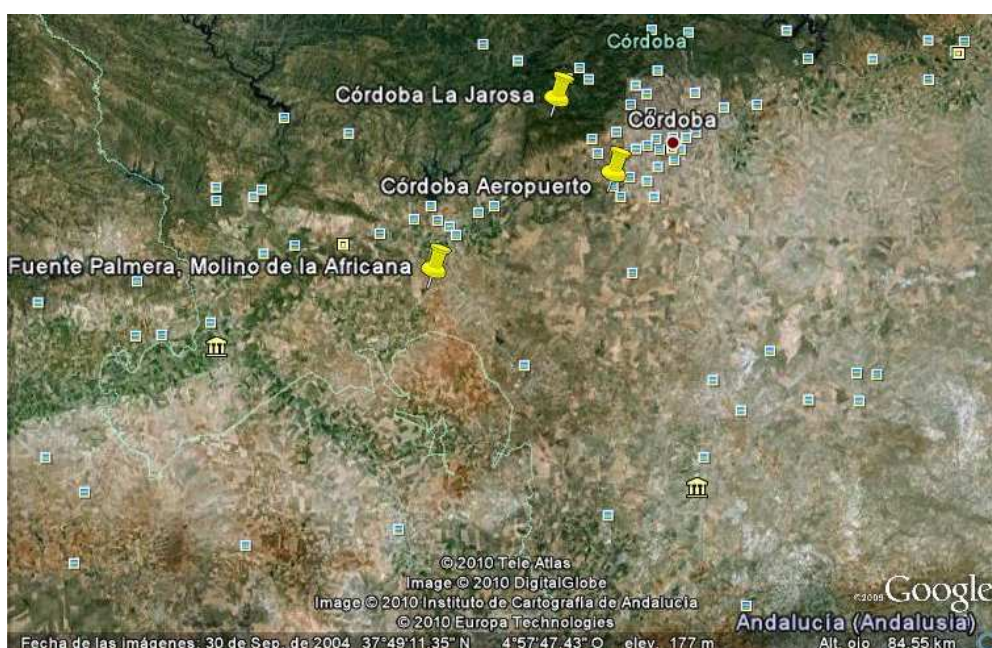 Córdoba
Córdoba La Jarosa
Córdoba
Córdoba Aeropuerto
Fuente Palmera, Molino de la Africana
© 2010 Tele Atlas
Image © 2010 DigitalGlobe
Image © 2010 Instituto de Cartografia de Andalucia
© 2010 Europa Technologies
©2009 Google
Andalucía (Andalusia)
Fecha de las imágenes: 30 de Sep. de 2004 37°49'11.35" N 4°57'47.43" O elev. 177 m Alt. ojo 84.55 km